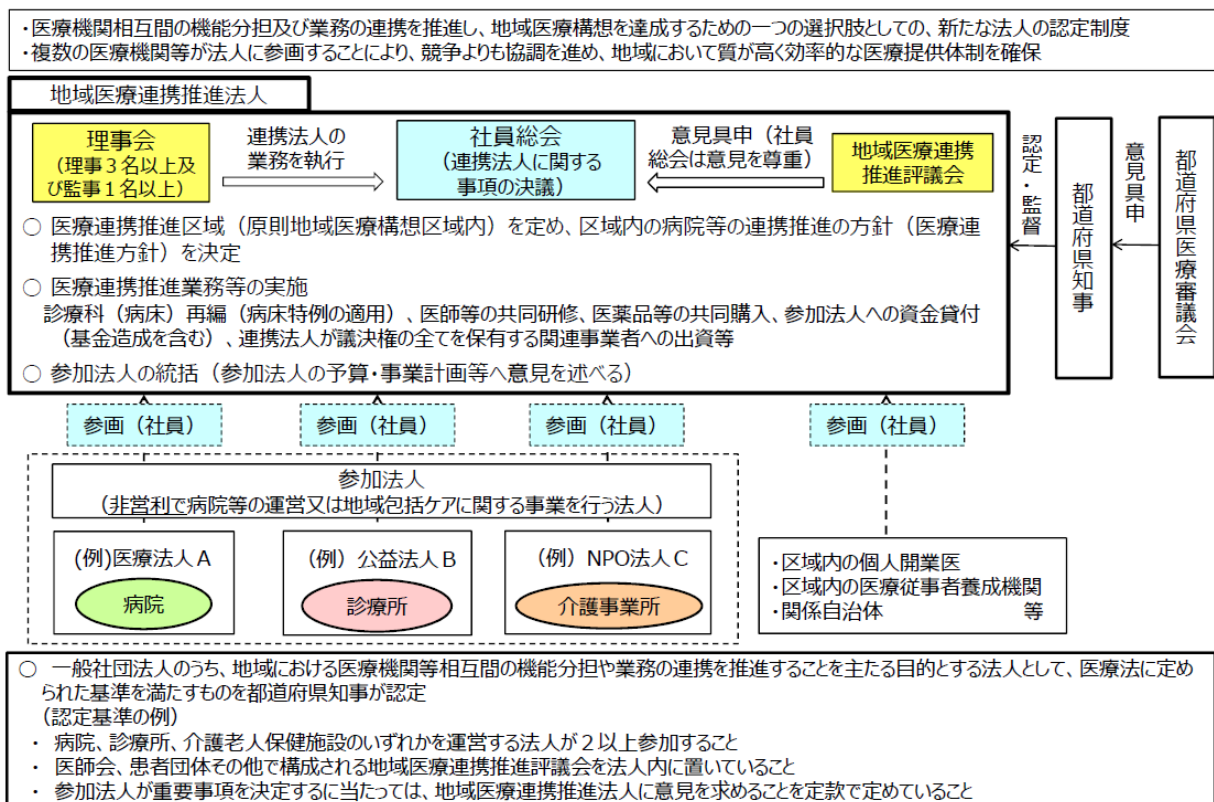 ・医療機関相互間の機能分担及び業務の連携を推進し、地域医療構想を達成するための一つの選択肢としての、新たな法人の認定制度
・複数の医療機関等が法人に参画することにより、競争よりも協調を進め、地域において質が高く効率的な医療提供体制を確保
地域医療連携推進法人
理事会
(理事3名以上及
び監事1名以上)
連携法人の
業務を執行
社員総会
(連携法人に関する
事項の決議)
意見具申(社員
総会は意見を尊重)
地域医療連携
推進評議会
認定・監督
都道府県知事
意見具申
都道府県医療審議会
○ 医療連携推進区域(原則地域医療構想区域内)を定め、区域内の病院等の連携推進の方針(医療連
携推進方針)を決定
○ 医療連携推進業務等の実施
診療科(病床)再編(病床特例の適用)、医師等の共同研修、医薬品等の共同購入、参加法人への資金貸付
(基金造成を含む)、連携法人が議決権の全てを保有する関連事業者への出資等
○ 参加法人の統括(参加法人の予算・事業計画等へ意見を述べる)
参画(社員)
参画(社員)
参画(社員)
参画(社員)
参加法人
(非営利で病院等の運営又は地域包括ケアに関する事業を行う法人)
(例)医療法人A
病院
(例) 公益法人B
診療所
(例) NPO法人C
介護事業所
・区域内の個人開業医
・区域内の医療従事者養成機関
・関係自治体 等
○ 一般社団法人のうち、地域における医療機関等相互間の機能分担や業務の連携を推進することを主たる目的とする法人として、医療法に定め
られた基準を満たすものを都道府県知事が認定
(認定基準の例)
・ 病院、診療所、介護老人保健施設のいずれかを運営する法人が2以上参加すること
・ 医師会、患者団体その他で構成される地域医療連携推進評議会を法人内に置いていること
・ 参加法人が重要事項を決定するに当たっては、地域医療連携推進法人に意見を求めることを定款で定めていること